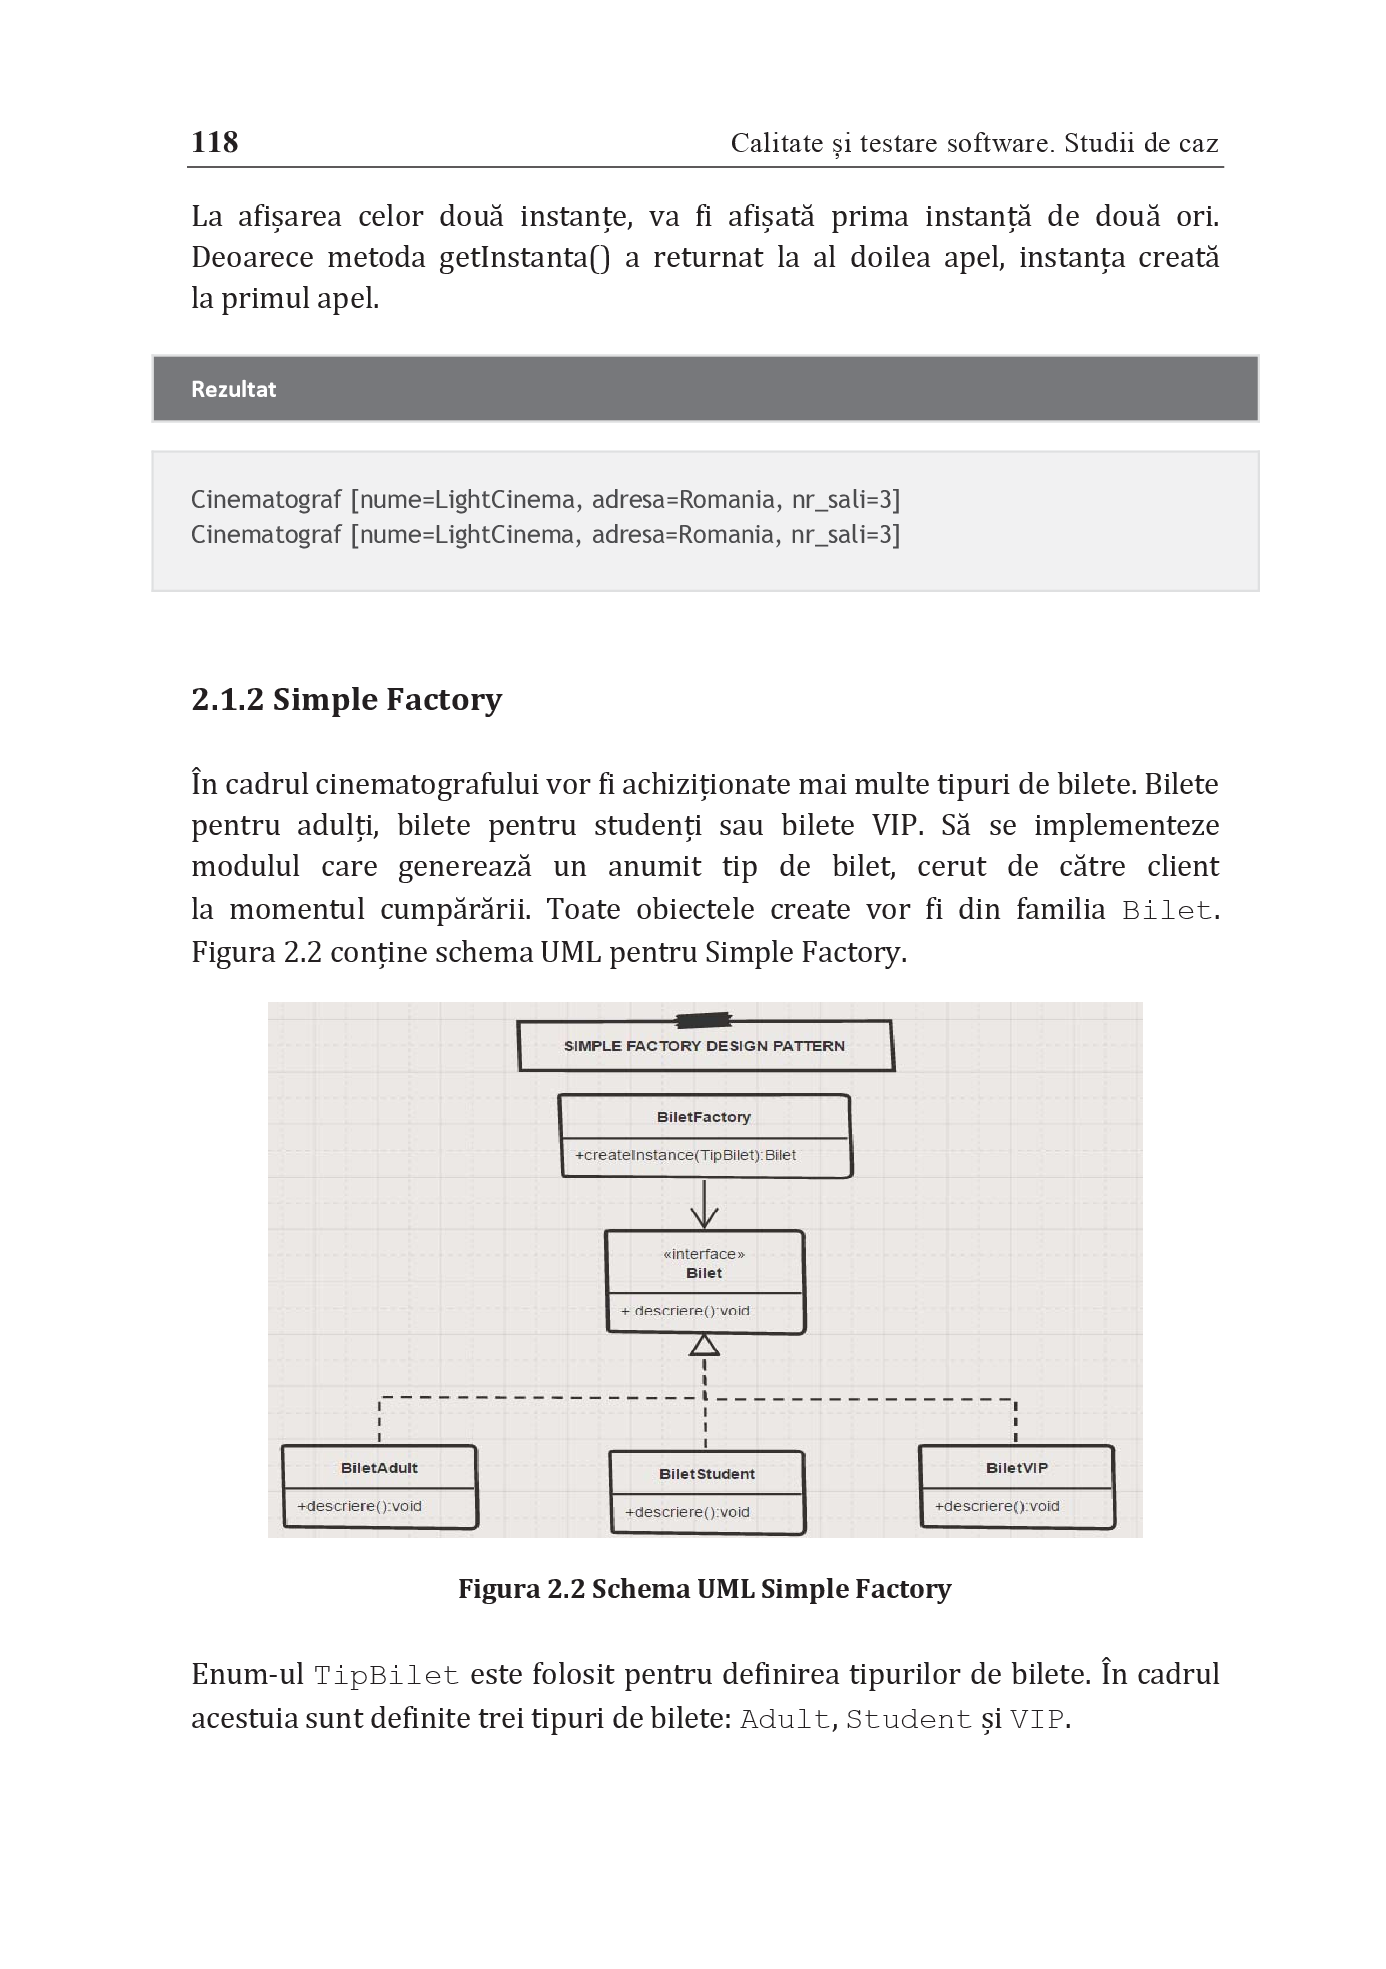 118 Calitate și testare software. Studii de caz
La afișarea celor două instanțe, va fi afișată prima instanță de două ori.
Deoarece metoda getInstanta() a returnat la al doilea apel, instanța creată
la primul apel.
Rezultat
Cinematograf [nume=LightCinema, adresa=Romania, nr_sali=3]
Cinematograf [nume=LightCinema, adresa=Romania, nr_sali=3]
2.1.2 Simple Factory
În cadrul cinematografului vor fi achiziționate mai multe tipuri de bilete. Bilete
pentru adulți, bilete pentru studenți sau bilete VIP. Să se implementeze
modulul care generează un anumit tip de bilet, cerut de către client
la momentul cumpărării. Toate obiectele create vor fi din familia Bilet.
Figura 2.2 conține schema UML pentru Simple Factory.
SIMPLE FACTORY DESIGN PATTERN
BiletFactory
+createInstance(TipBilet):Bilet
«interface»
Bilet
+ descriere():void
BiletAdult
+descriere():void
BiletStudent
+descriere():void
BiletVIP
+descriere():void
Figura 2.2 Schema UML Simple Factory
Enum-ul TipBilet este folosit pentru definirea tipurilor de bilete. În cadrul
acestuia sunt definite trei tipuri de bilete: Adult, Student și VIP.